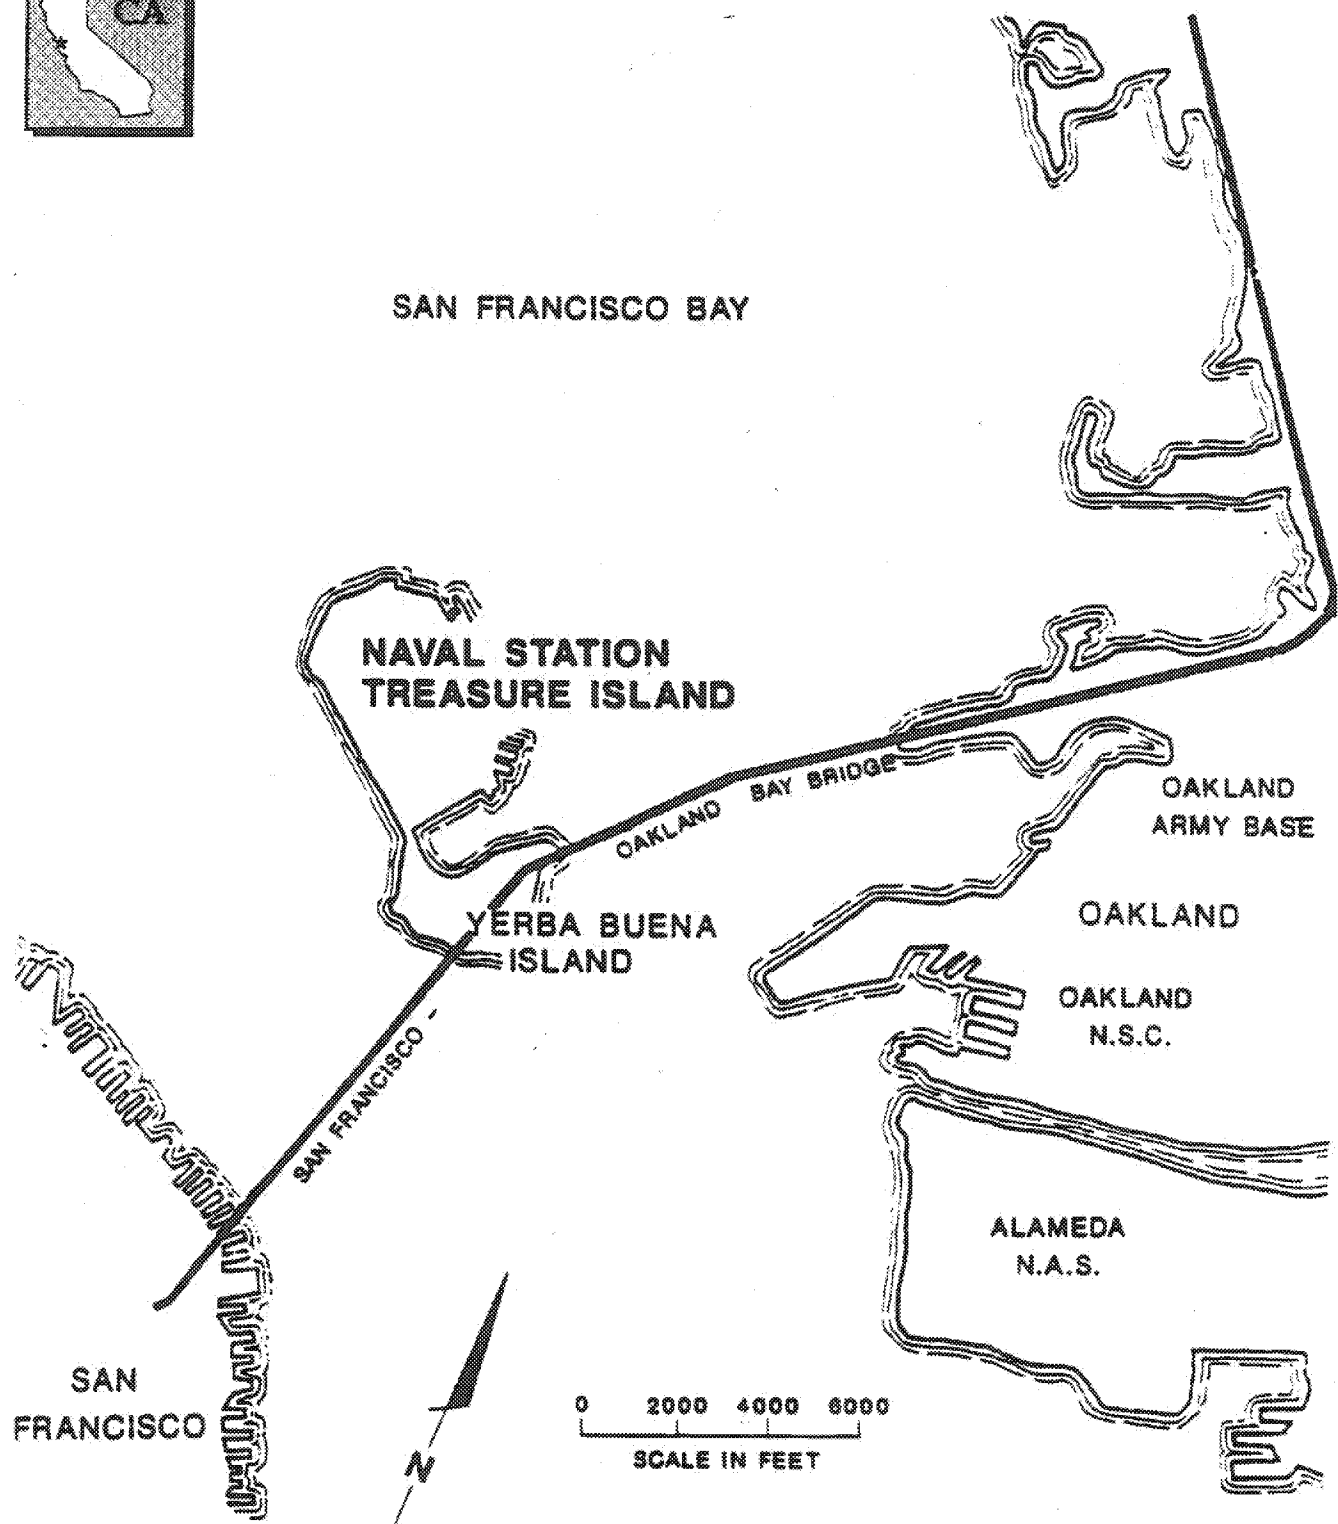 CA
SAN FRANCISCO BAY
NAVAL STATION
TREASURE ISLAND
OAKLAND BAY BRIDGE
OAKLAND
ARMY BASE
YERBA BUENA
ISLAND
OAKLAND
OAKLAND
N.S.C.
SAN FRANCISCO -
ALAMEDA
N.A.S.
SAN
FRANCISCO
N
0 2000 4000 6000
SCALE IN FEET